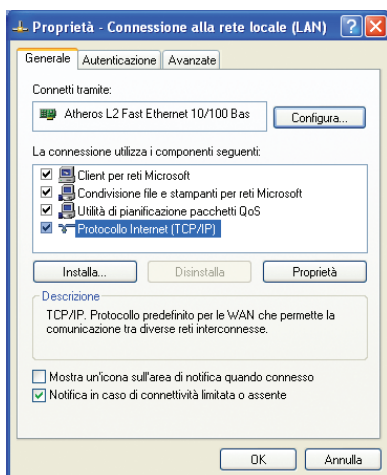 Proprietà - Connessione alla rete locale (LAN)
Generale Autenticazione Avanzate
Connetti tramite:
Atheros L2 Fast Ethernet 10/100 Bas
Configura...
La connessione utilizza i componenti seguenti:
Client per reti Microsoft
Condivisione file e stampanti per reti Microsoft
Utilità di pianificazione pacchetti QoS
Protocollo Internet (TCP/IP)
Installa... Disinstalla Proprietà
Descrizione
TCP/IP. Protocollo predefinito per le WAN che permette la
comunicazione tra diverse reti interconnesse.
Mostra un'icona sull'area di notifica quando connesso
Notifica in caso di connettività limitata o assente
OK Annulla